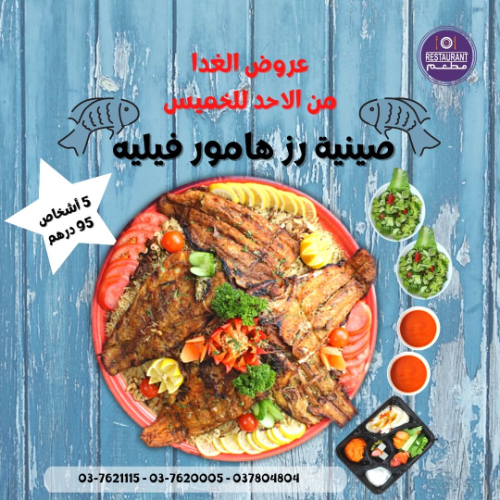 RESTAURANT
مطعم
عروض الغدا
من الاحد للخميس
صينية رز هامور فيليه
5 أشخاص
95 درهم
03-7621115 - 03-7620005 - 037804804